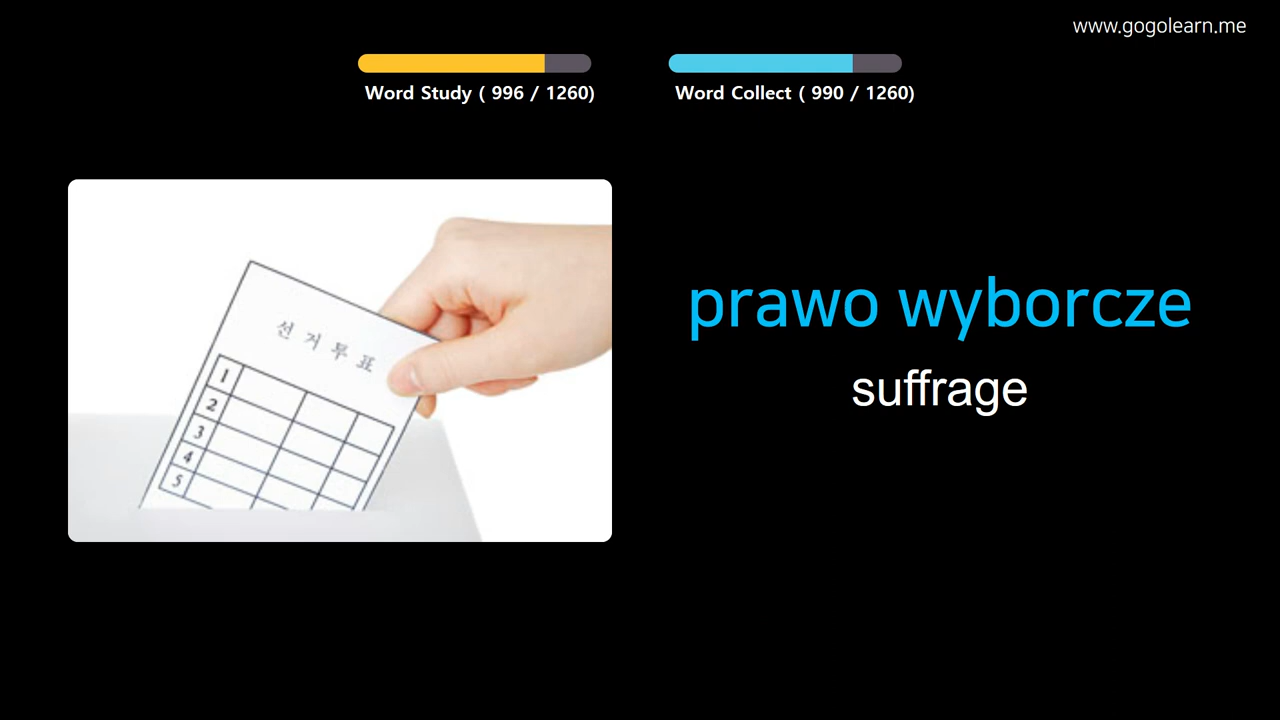 www.gogolearn.me
Word Study ( 996 / 1260)
Word Collect ( 990 / 1260)
선거투표
1
2
3
4
5
prawo wyborcze
suffrage